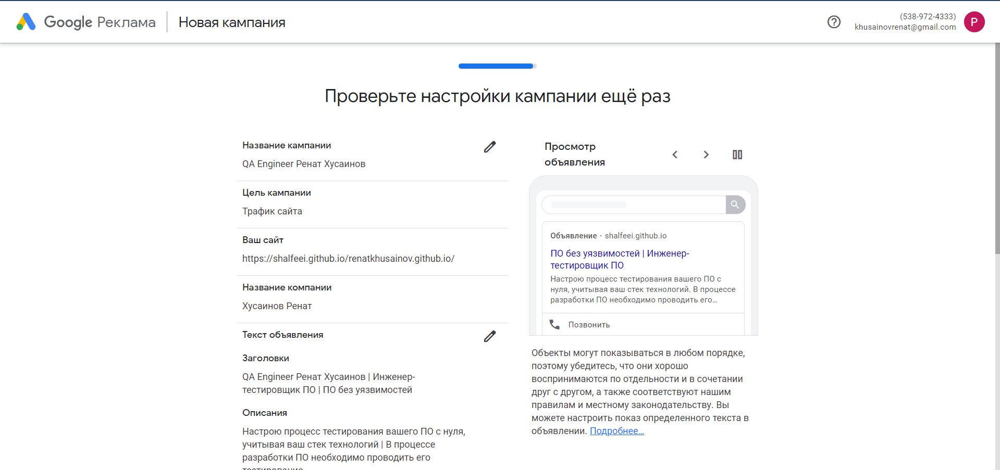 Google Реклама
Новая кампания
(538-972-4333)
khusainovrenat@gmail.com
P
Проверьте настройки кампании ещё раз
Название кампании
QA Engineer Ренат Хусаинов
Цель кампании
Трафик сайта
Ваш сайт
https://shalfeei.github.io/renatkhusainov.github.io/
Название компании
Хусаинов Ренат
Текст объявления
Заголовки
QA Engineer Ренат Хусаинов | Инженер-
тестировщик ПО | ПО без уязвимостей
Описания
Настрою процесс тестирования вашего ПО с нуля,
учитывая ваш стек технологий | В процессе
разработки ПО необходимо проводить его
тестирование
Просмотр
объявления
Объявление · shalfeei.github.io
ПО без уязвимостей | Инженер-
тестировщик ПО
Настрою процесс тестирования вашего ПО с
нуля, учитывая ваш стек технологий. В процессе
разработки ПО необходимо проводить его…
Позвонить
Объекты могут показываться в любом порядке,
поэтому убедитесь, что они хорошо
воспринимаются по отдельности и в сочетании
друг с другом, а также соответствуют нашим
правилам и местному законодательству. Вы
можете настроить показ определенного текста в
объявлении. Подробнее…